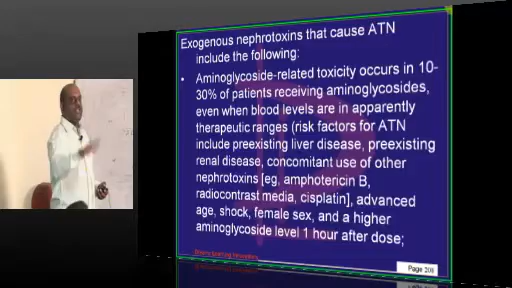 Exogenous nephrotoxins that cause ATN
include the following:
• Aminoglycoside-related toxicity occurs in 10-
30% of patients receiving aminoglycosides,
even when blood levels are in apparently
therapeutic ranges (risk factors for ATN
include preexisting liver disease, preexisting
renal disease, concomitant use of other
nephrotoxins [eg, amphotericin B,
radiocontrast media, cisplatin], advanced
age, shock, female sex, and a higher
aminoglycoside level 1 hour after dose;